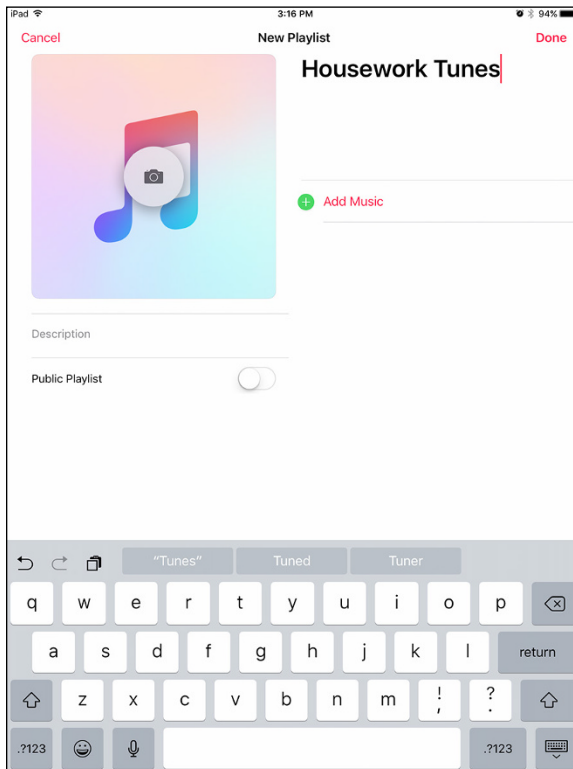 iPad 3:16 PM 94%
Cancel New Playlist Done
Housework Tunes
Add Music
Description
Public Playlist
"Tunes" Tuned Tuner
q w e r t y u i o p
a s d f g h j k l return
z x c v b n m ! , ? .
.?123 .?123